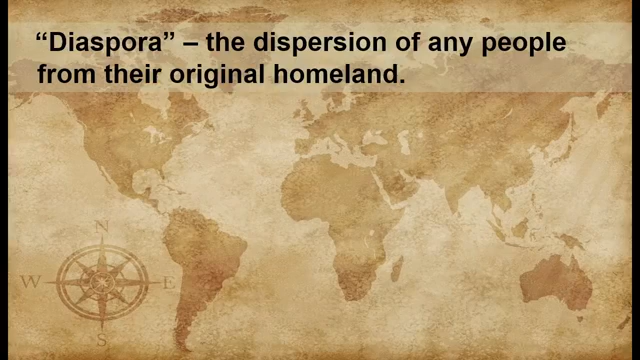 “Diaspora” – the dispersion of any people
from their original homeland.
N
W E
S